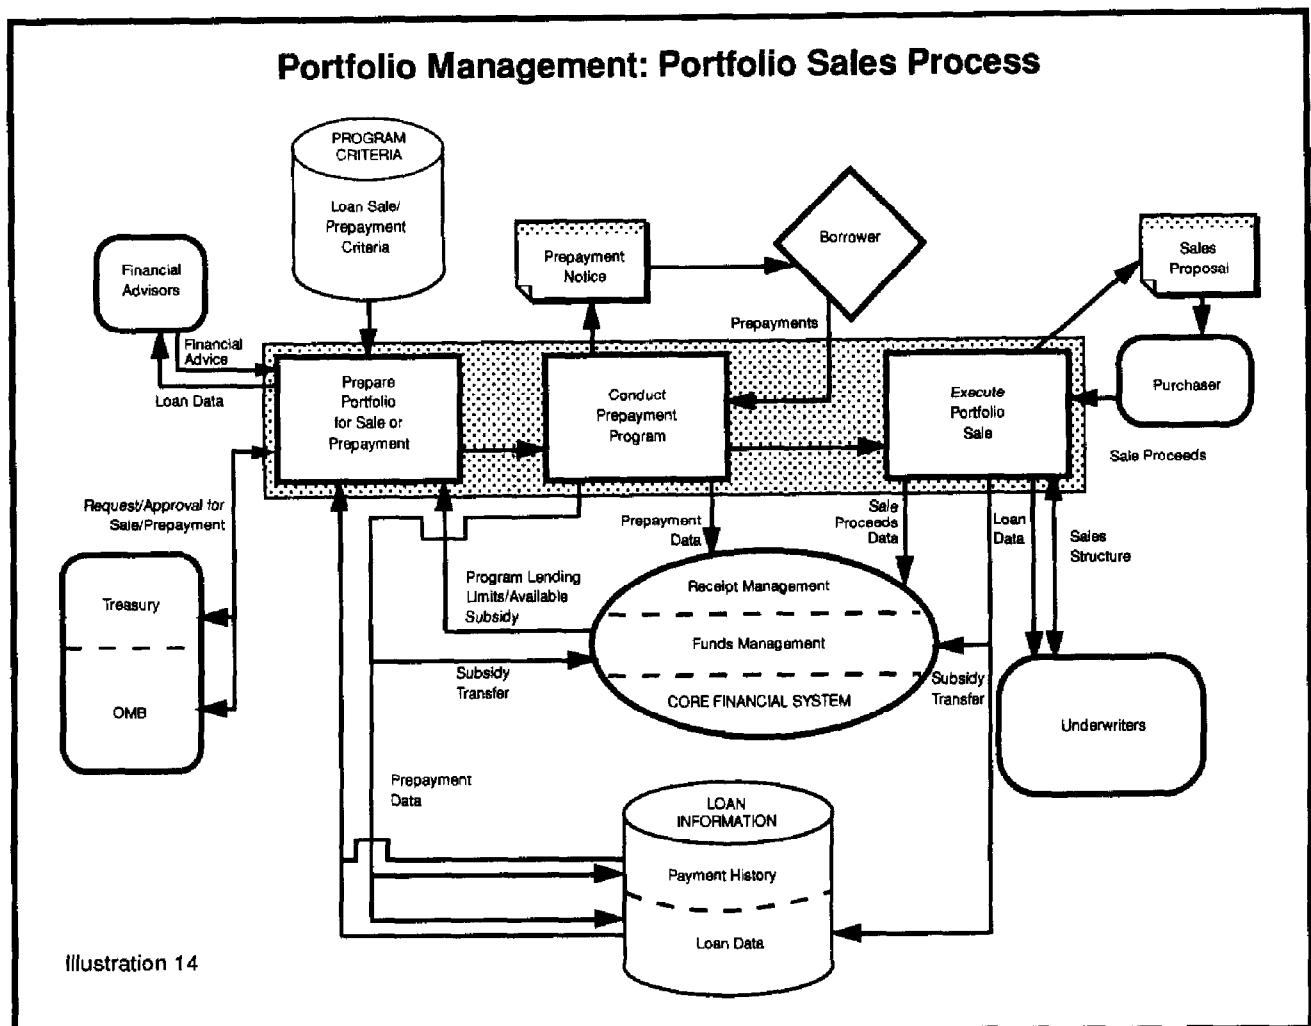 Portfolio Management: Portfolio Sales Process
PROGRAM
CRITERIA
Loan Sale/
Prepayment
Criteria
Financial
Advisors
Prepayment
Notice
Borrower
Sales
Proposal
Financial
Advice
Loan Data
Prepayments
Purchaser
Prepare
Portfolio
for Sale or
Prepayment
Conduct
Prepayment
Program
Execute
Portfolio
Sale
Sale Proceeds
Request/Approval for
Sale/Prepayment
Prepayment
Data
Sale
Proceeds
Data
Loan
Data
Sales
Structure
Treasury
OMB
Program Lending
Limits/Available
Subsidy
Receipt Management
Funds Management
CORE FINANCIAL SYSTEM
Subsidy
Transfer
Subsidy
Transfer
Underwriters
Prepayment
Data
LOAN
INFORMATION
Payment History
Loan Data
Illustration 14